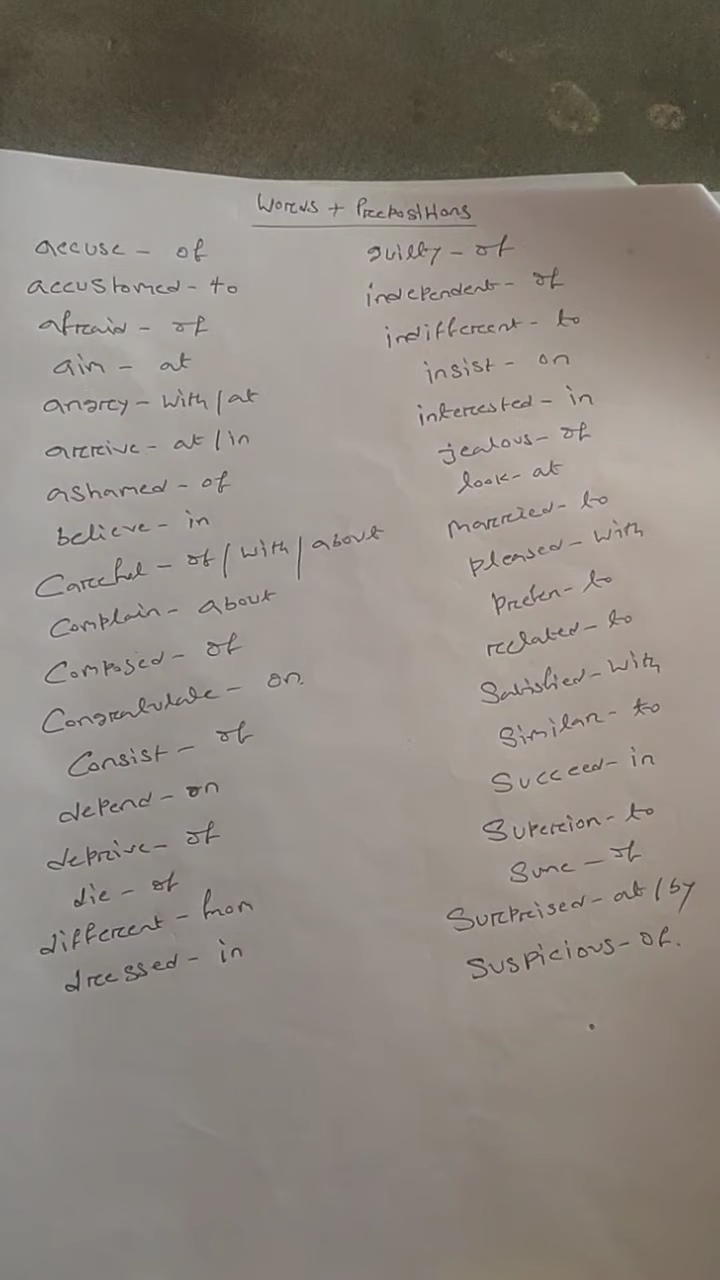 Words + Prepositions
accuse - of
accustomed - to
afraid - of
aim - at
angry - with / at
arrive - at / in
ashamed - of
believe - in
Careful - of / with / about
Complain - about
Composed - of
Congratulate - on.
Consist - of
depend - on
deprive - of
die - of
different - from
dressed - in
guilty - of
independent - of
indifferent - to
insist - on
interested - in
jealous - of
look - at
married - to
pleased - with
prefer - to
related - to
Satisfied - with
Similar - to
Succeed - in
Superior - to
Sure - of
Surprised - at / by
Suspicious - of.